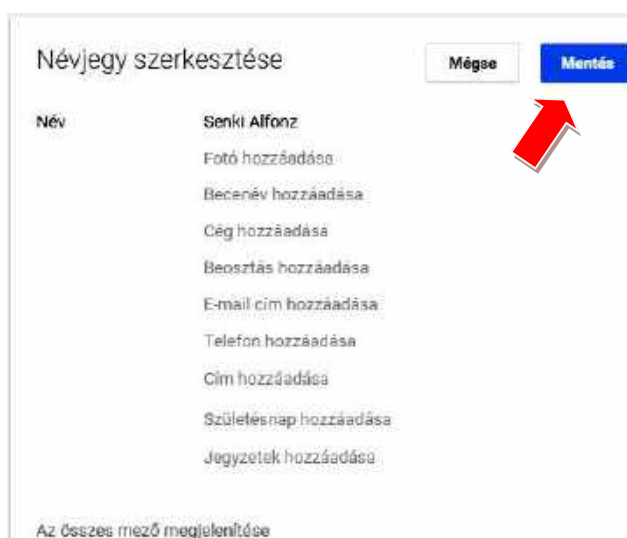 Névjegy szerkesztése
Mégse
Mentés
Név
Senki Alfonz
Fotó hozzáadása
Becenév hozzáadása
Cég hozzáadása
Beosztás hozzáadása
E-mail cím hozzáadása
Telefon hozzáadása
Cím hozzáadása
Születésnap hozzáadása
Jegyzetek hozzáadása
Az összes mező megjelenítése